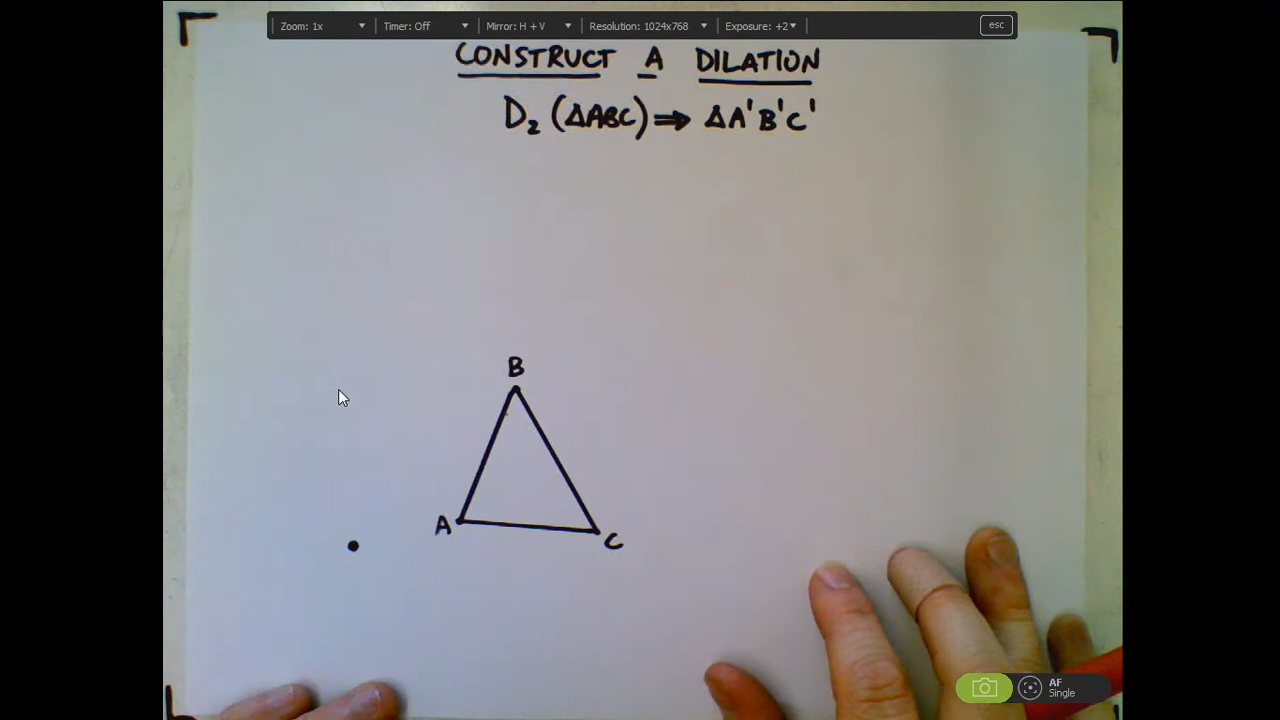 Zoom: 1x Timer: Off Mirror: H + V Resolution: 1024x768 Exposure: +2 esc
CONSTRUCT A DILATION
D₂ (ΔABC) ⇒ ΔA'B'C'
B
A
C
AF
Single